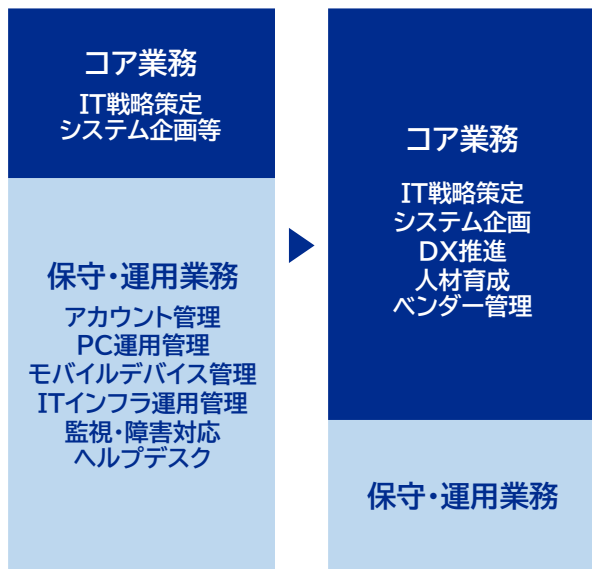 コア業務
IT戦略策定
システム企画等
保守・運用業務
アカウント管理
PC運用管理
モバイルデバイス管理
ITインフラ運用管理
監視・障害対応
ヘルプデスク
コア業務
IT戦略策定
システム企画
DX推進
人材育成
ベンダー管理
保守・運用業務